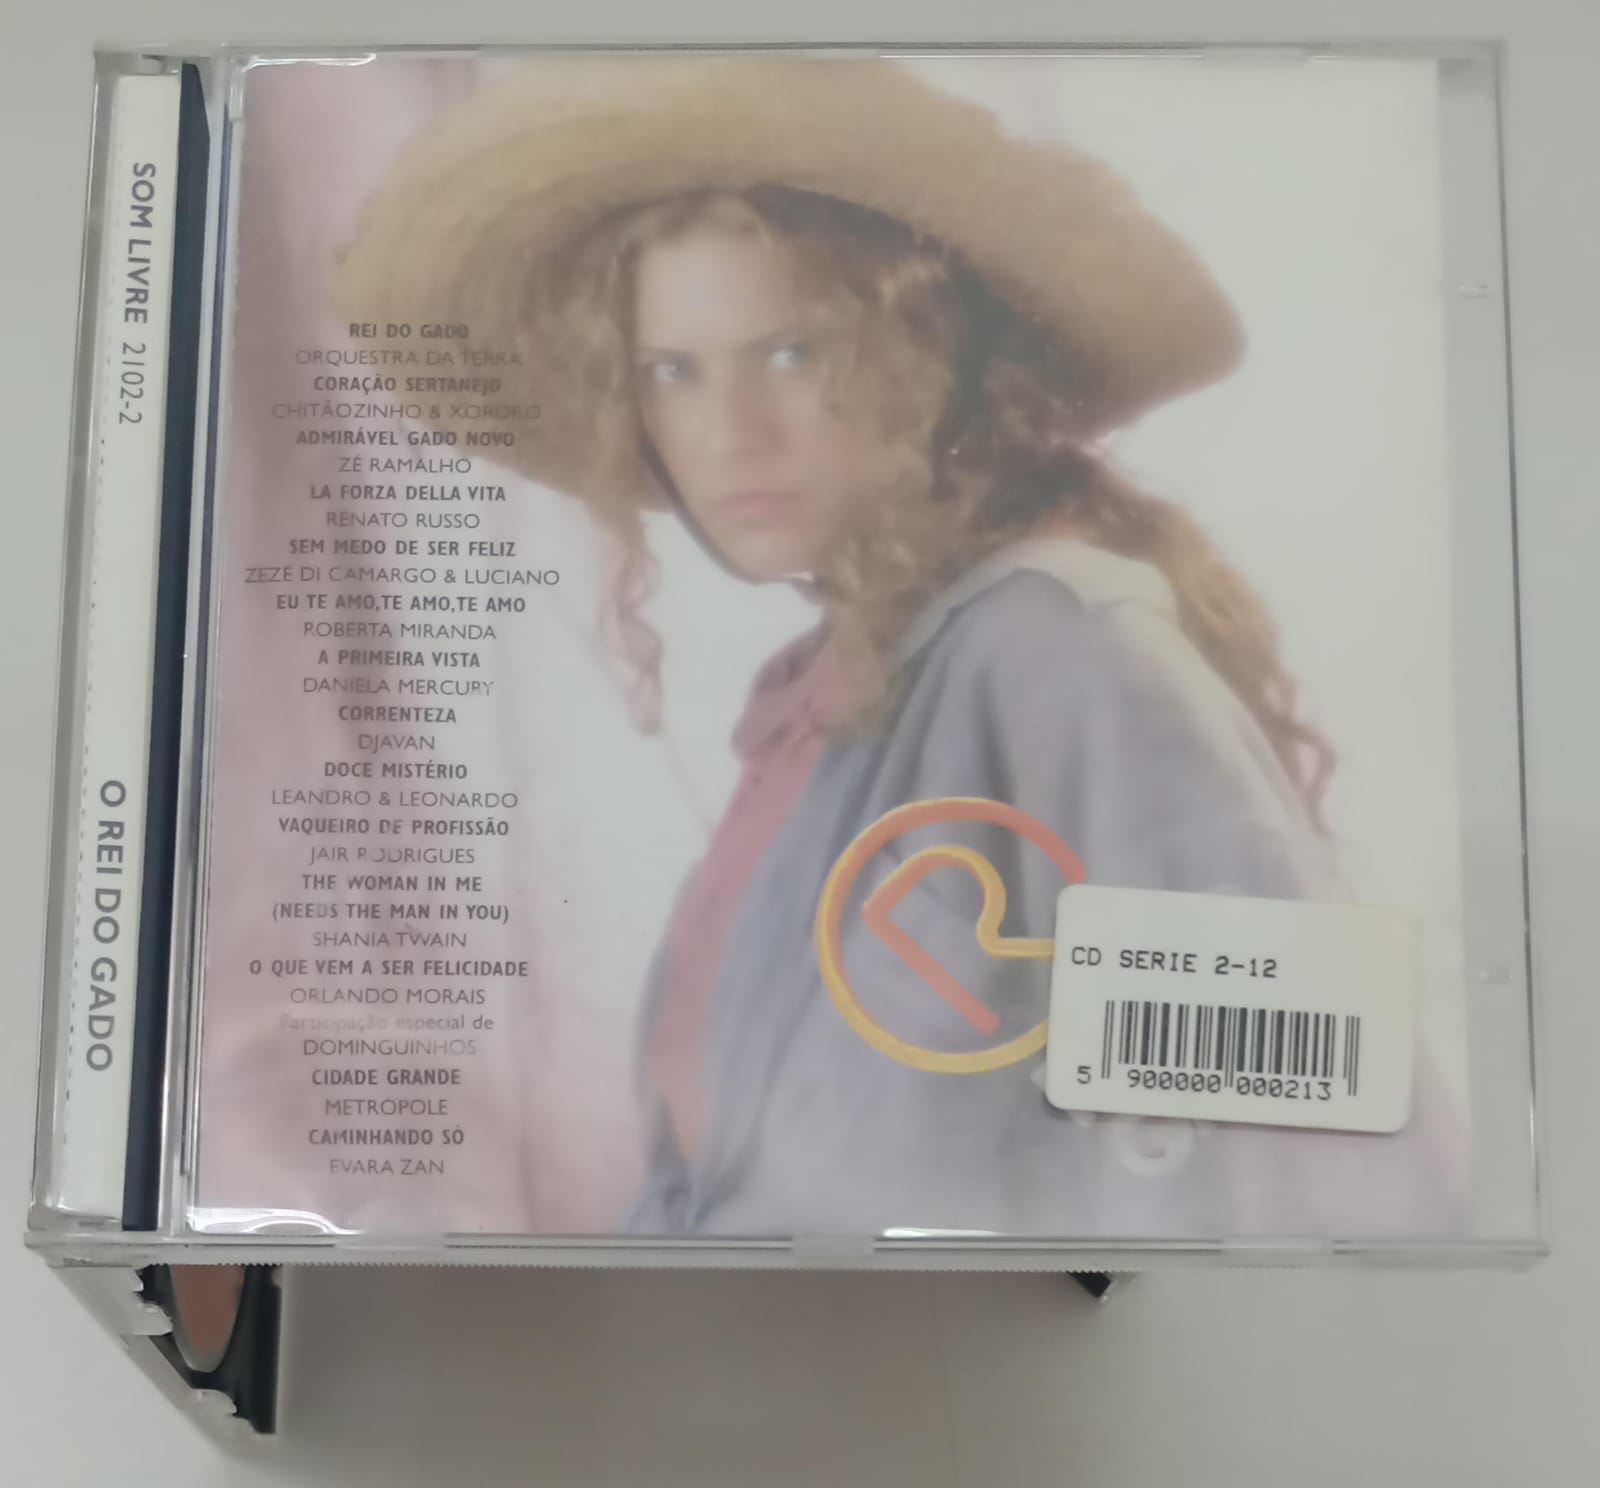 SOM LIVRE 2102-2
O REI DO GADO
REI DO GADO
ORQUESTRA DA TERRA
CORAÇÃO SERTANEJO
CHITÃOZINHO & XORORO
ADMIRÁVEL GADO NOVO
ZÉ RAMALHO
LA FORZA DELLA VITA
RENATO RUSSO
SEM MEDO DE SER FELIZ
ZEZÉ DI CAMARGO & LUCIANO
EU TE AMO,TE AMO,TE AMO
ROBERTA MIRANDA
A PRIMEIRA VISTA
DANIELA MERCURY
CORRENTEZA
DJAVAN
DOCE MISTÉRIO
LEANDRO & LEONARDO
VAQUEIRO DE PROFISSÃO
JAIR RODRIGUES
THE WOMAN IN ME
(NEEDS THE MAN IN YOU)
SHANIA TWAIN
O QUE VEM A SER FELICIDADE
ORLANDO MORAIS
Participação especial de
DOMINGUINHOS
CIDADE GRANDE
METRÓPOLE
CAMINHANDO SÓ
EVARA ZAN
CD SERIE 2-12
5 900000 000213